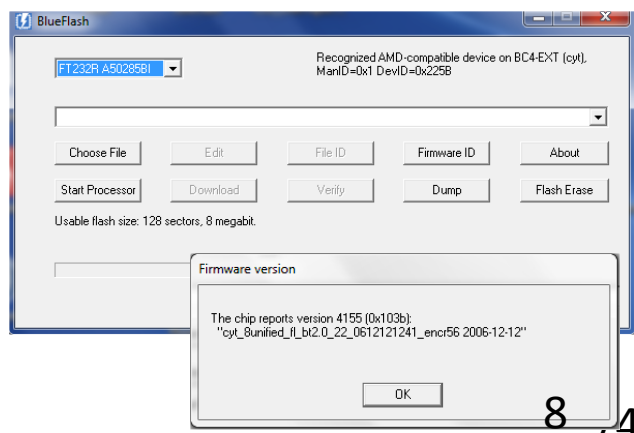 BlueFlash
FT232R A50285BI
Recognized AMD-compatible device on BC4-EXT (cyt),
ManID=0x1 DevID=0x225B
Choose File Edit File ID Firmware ID About
Start Processor Download Verify Dump Flash Erase
Usable flash size: 128 sectors, 8 megabit.
Firmware version
The chip reports version 4155 (0x103b):
"cyt_8unified_fl_bt2.0_22_0612121241_encr56 2006-12-12"
OK
8